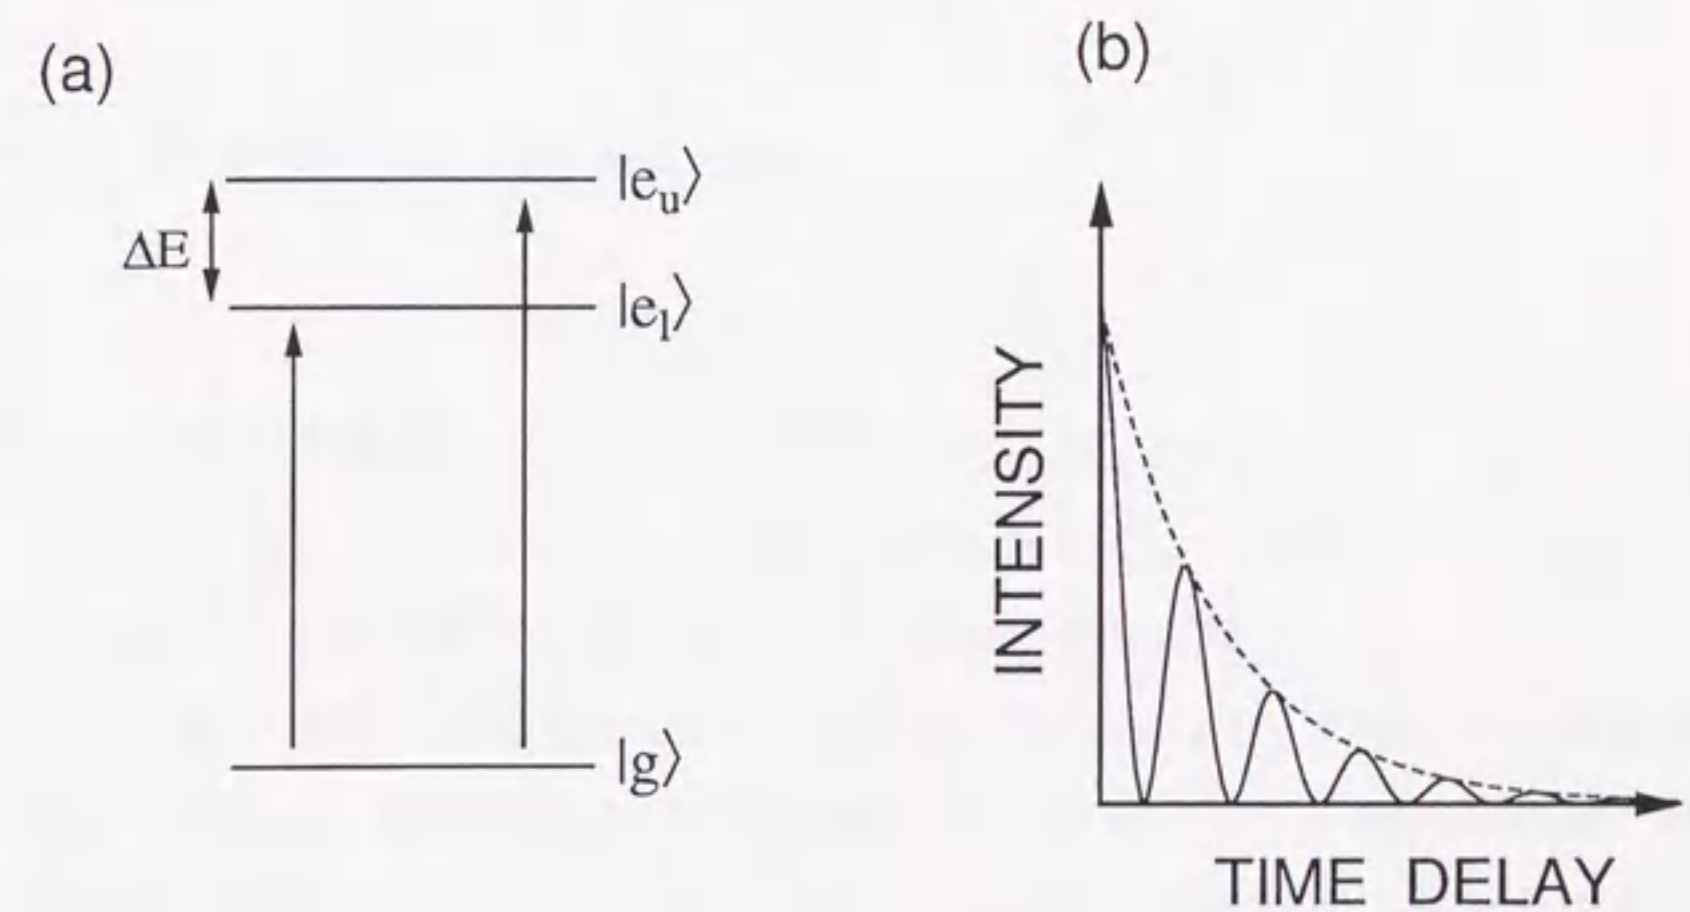 (a)
|e_u⟩
ΔE
|e_l⟩
|g⟩
(b)
INTENSITY
TIME DELAY